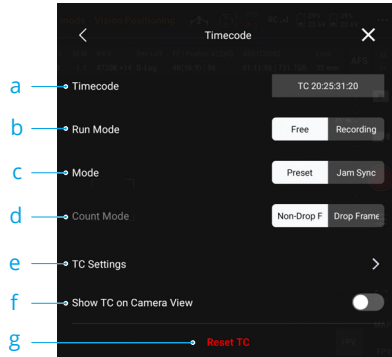 Timecode
a Timecode TC 20:25:31:20
b Run Mode Free Recording
c Mode Preset Jam Sync
d Count Mode Non-Drop F Drop Frame
e TC Settings
f Show TC on Camera View
g Reset TC